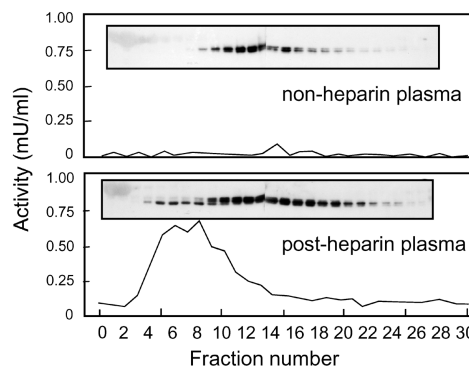 1.00
0.75
0.50
0.25
0
non-heparin plasma
1.00
0.75
0.50
0.25
0
post-heparin plasma
Activity (mU/ml)
0 2 4 6 8 10 12 14 16 18 20 22 24 26 28 30
Fraction number